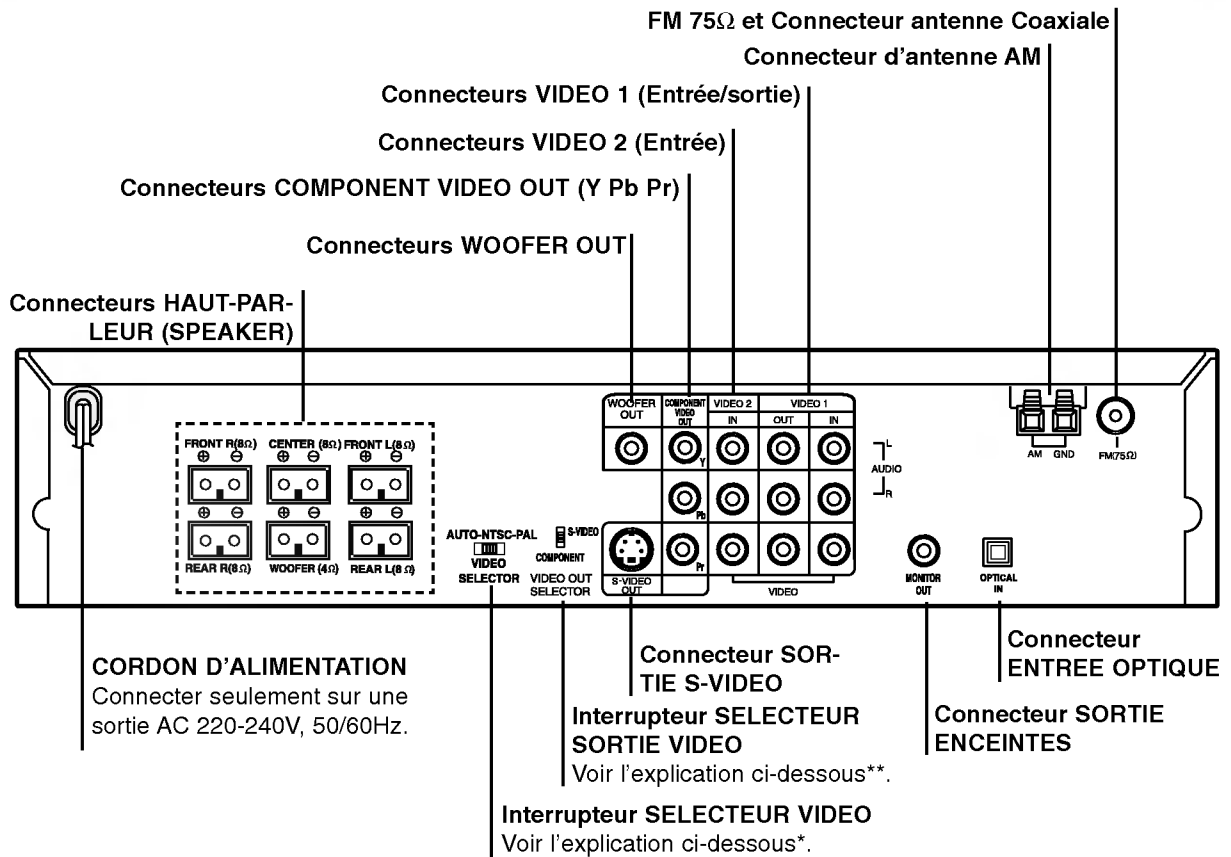 FM 75Ω et Connecteur antenne Coaxiale
Connecteur d'antenne AM
Connecteurs VIDEO 1 (Entrée/sortie)
Connecteurs VIDEO 2 (Entrée)
Connecteurs COMPONENT VIDEO OUT (Y Pb Pr)
Connecteurs WOOFER OUT
Connecteurs HAUT-PAR-
LEUR (SPEAKER)
WOOFER
OUT
COMPONENT
VIDEO
OUT
VIDEO 2
IN
VIDEO 1
OUT
IN
Y
Pb
Pr
L
AUDIO
R
AM GND
FM(75Ω)
FRONT R(8Ω) CENTER (8Ω) FRONT L(8Ω)
⊕ ⊖ ⊕ ⊖ ⊕ ⊖
⊕ ⊖ ⊕ ⊖ ⊕ ⊖
REAR R(8Ω) WOOFER (4Ω) REAR L(8Ω)
AUTO-NTSC-PAL
VIDEO
SELECTOR
S-VIDEO
COMPONENT
VIDEO OUT
SELECTOR
S-VIDEO
OUT
VIDEO
MONITOR
OUT
OPTICAL
IN
CORDON D'ALIMENTATION
Connecter seulement sur une
sortie AC 220-240V, 50/60Hz.
Connecteur SOR-
TIE S-VIDEO
Interrupteur SELECTEUR
SORTIE VIDEO
Voir l'explication ci-dessous**.
Interrupteur SELECTEUR VIDEO
Voir l'explication ci-dessous*.
Connecteur
ENTREE OPTIQUE
Connecteur SORTIE
ENCEINTES